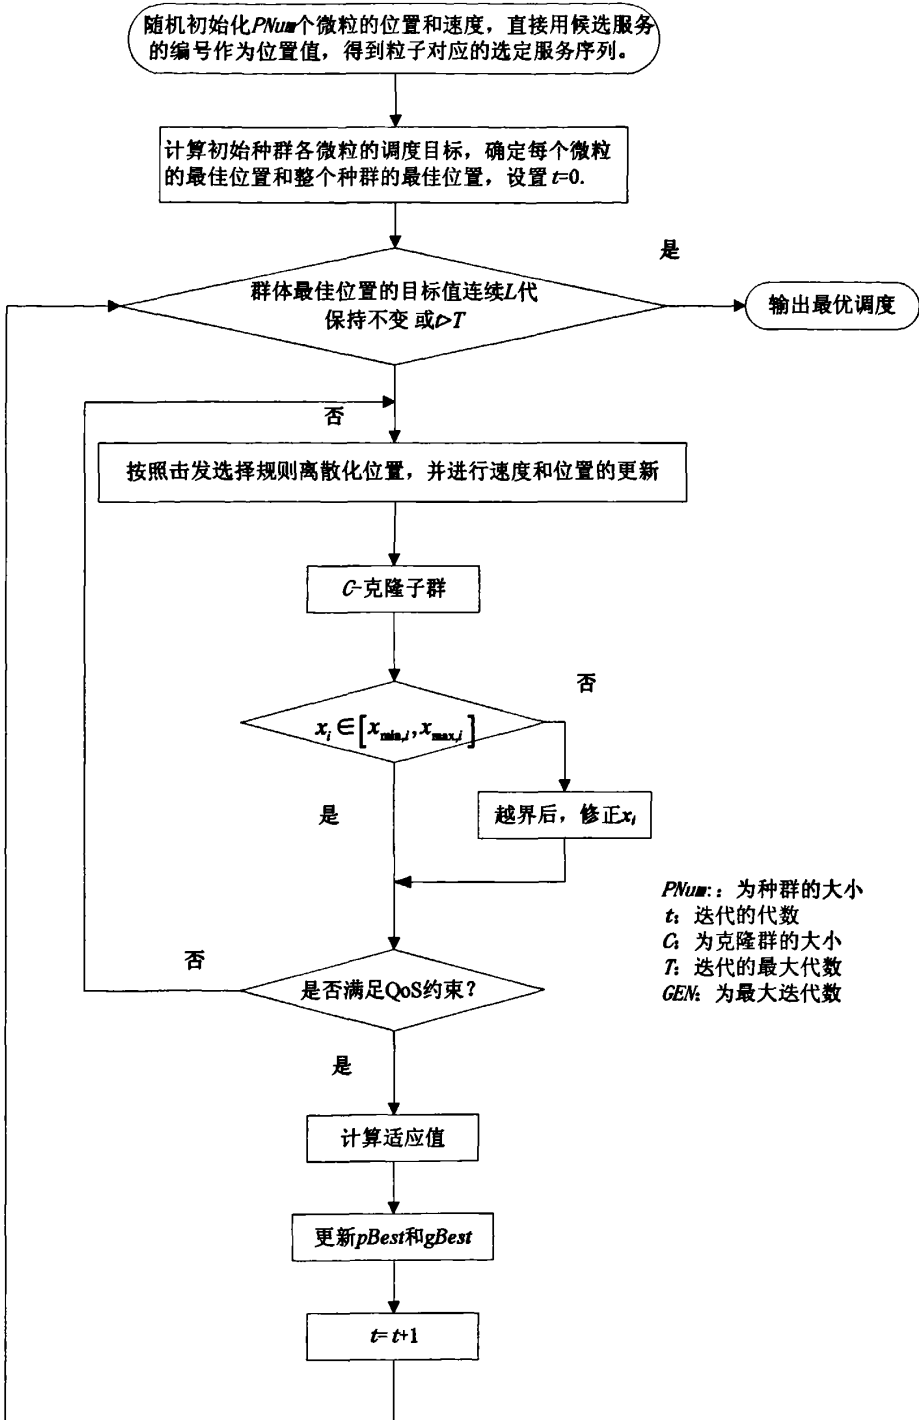 随机初始化PNum个微粒的位置和速度，直接用候选服务
的编号作为位置值，得到粒子对应的选定服务序列。
计算初始种群各微粒的调度目标，确定每个微粒
的最佳位置和整个种群的最佳位置，设置t=0.
是
群体最佳位置的目标值连续L代
保持不变 或t>T
输出最优调度
否
按照击发选择规则离散化位置，并进行速度和位置的更新
C-克隆子群
否
x_i∈[x_min,i,x_max,i]
是
越界后，修正x_i
PNum:：为种群的大小
t：迭代的代数
C：为克隆群的大小
T：迭代的最大代数
GEN：为最大迭代数
否
是否满足QoS约束？
是
计算适应值
更新pBest和gBest
t=t+1